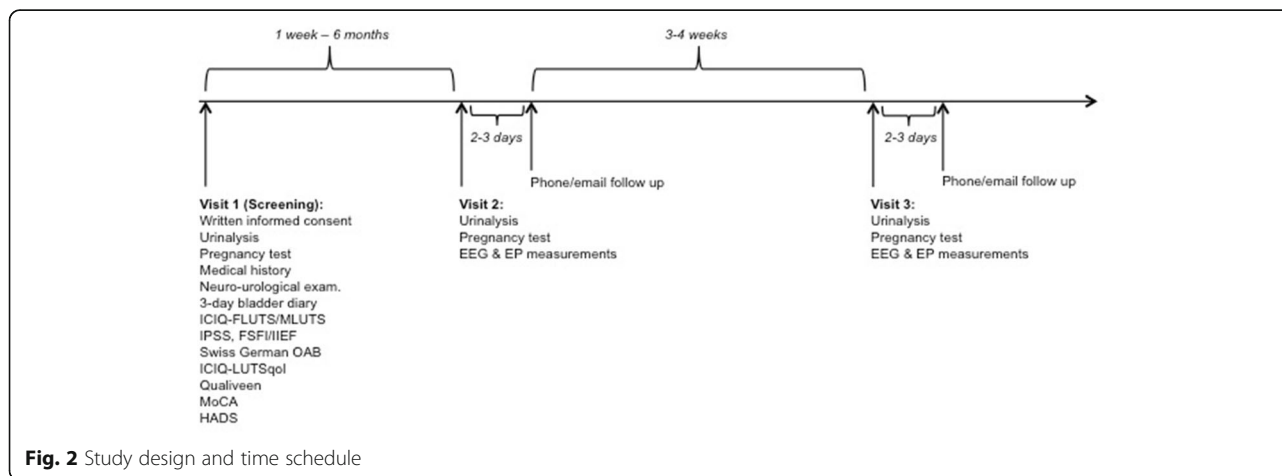 1 week – 6 months
3-4 weeks
2-3 days
2-3 days
Phone/email follow up
Phone/email follow up
Visit 1 (Screening):
Written informed consent
Urinalysis
Pregnancy test
Medical history
Neuro-urological exam.
3-day bladder diary
ICIQ-FLUTS/MLUTS
IPSS, FSFI/IIEF
Swiss German OAB
ICIQ-LUTSqol
Qualiveen
MoCA
HADS
Visit 2:
Urinalysis
Pregnancy test
EEG & EP measurements
Visit 3:
Urinalysis
Pregnancy test
EEG & EP measurements
Fig. 2 Study design and time schedule